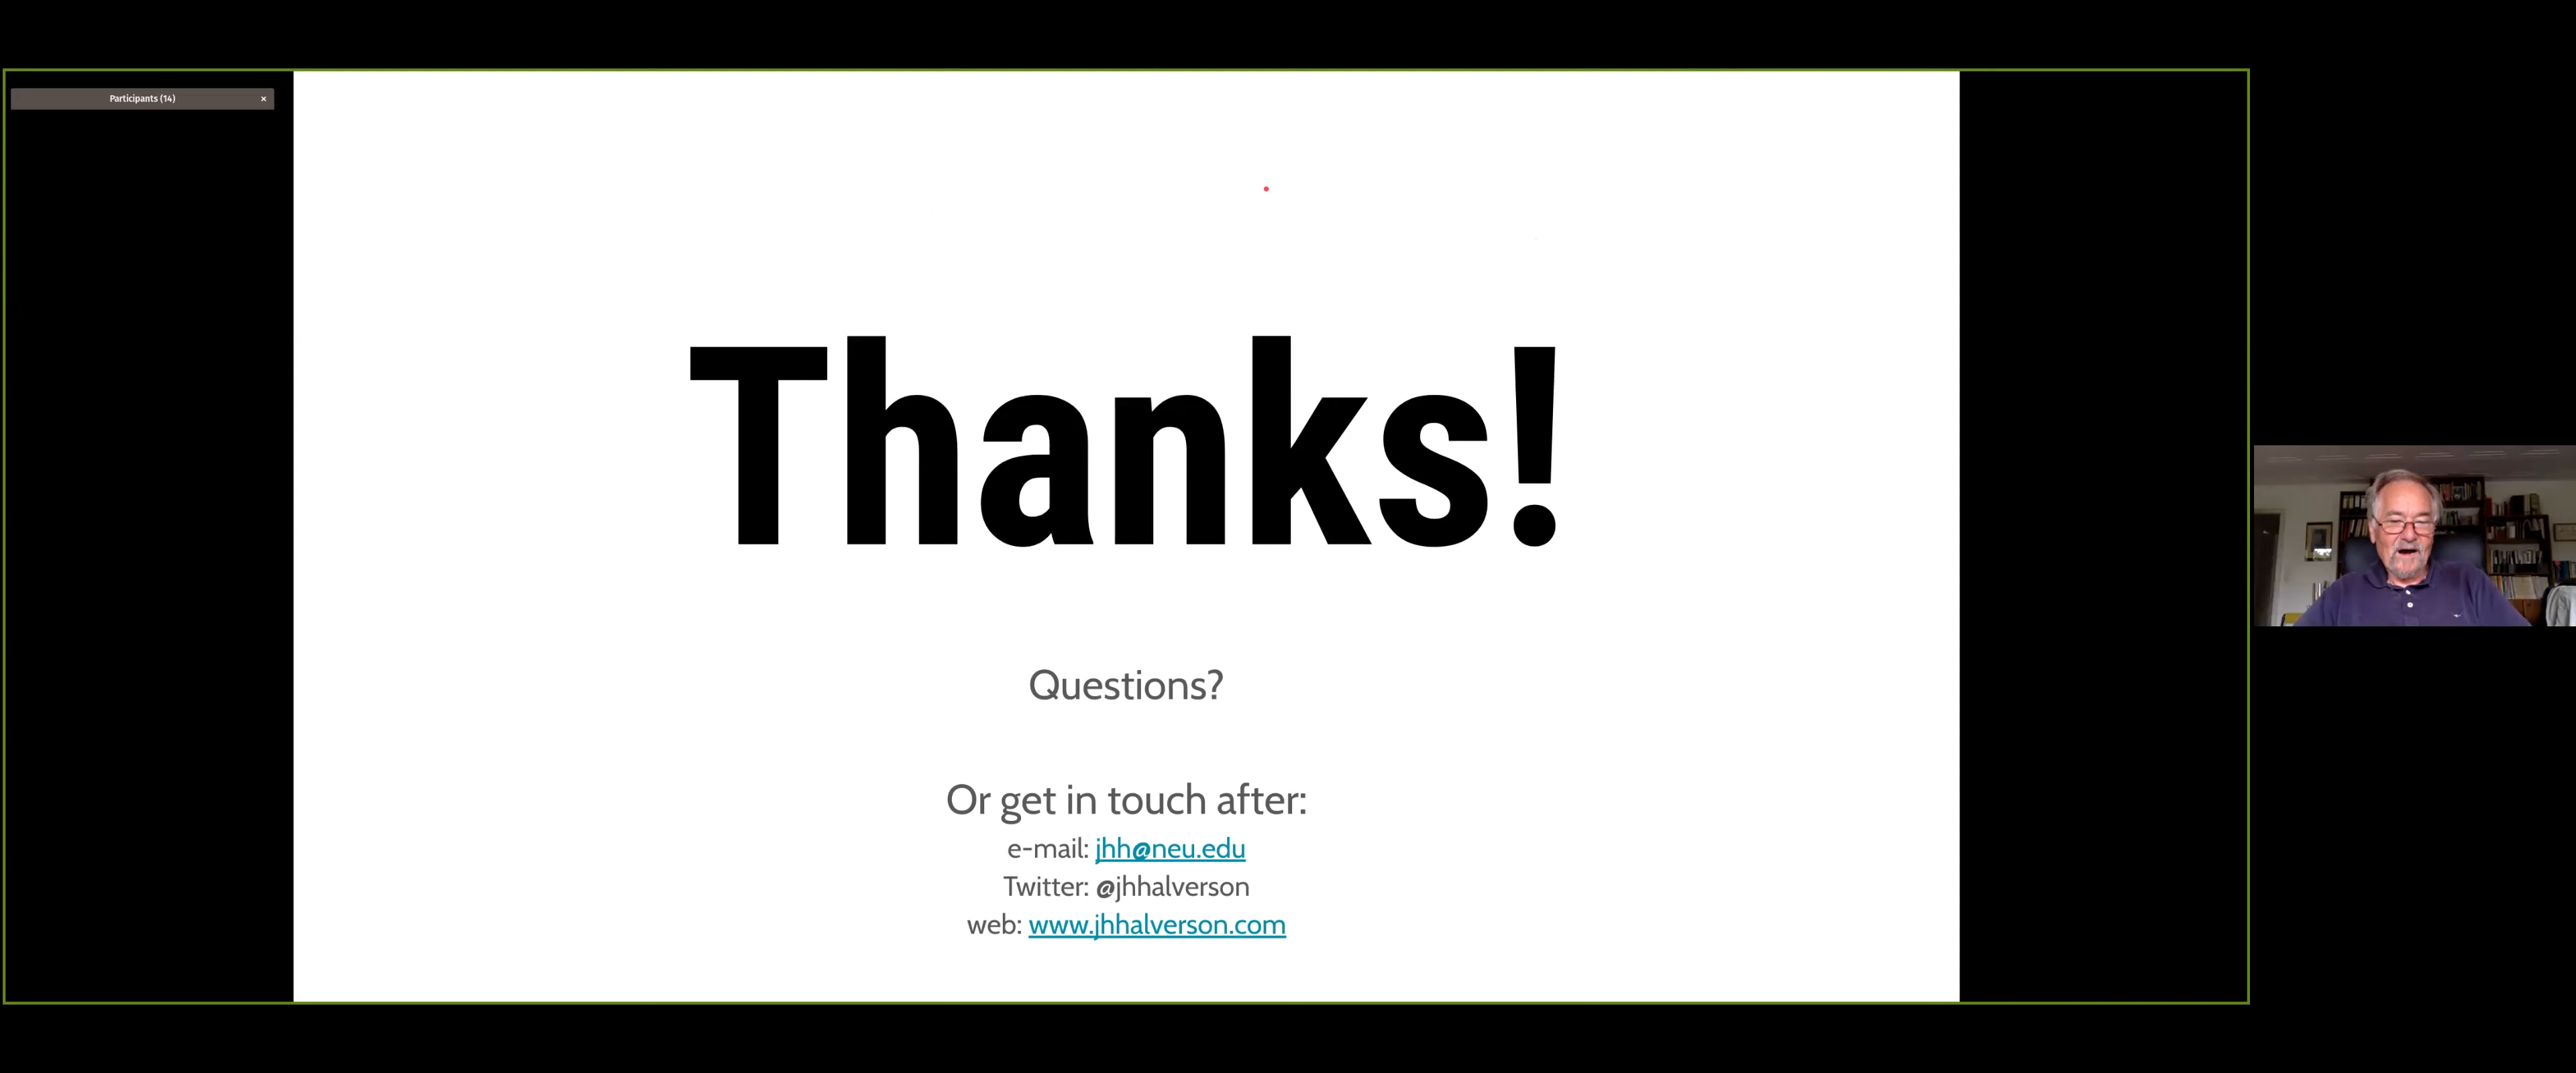 Participants (14) ×
Thanks!
Questions?
Or get in touch after:
e-mail: jhh@neu.edu
Twitter: @jhhalverson
web: www.jhhalverson.com